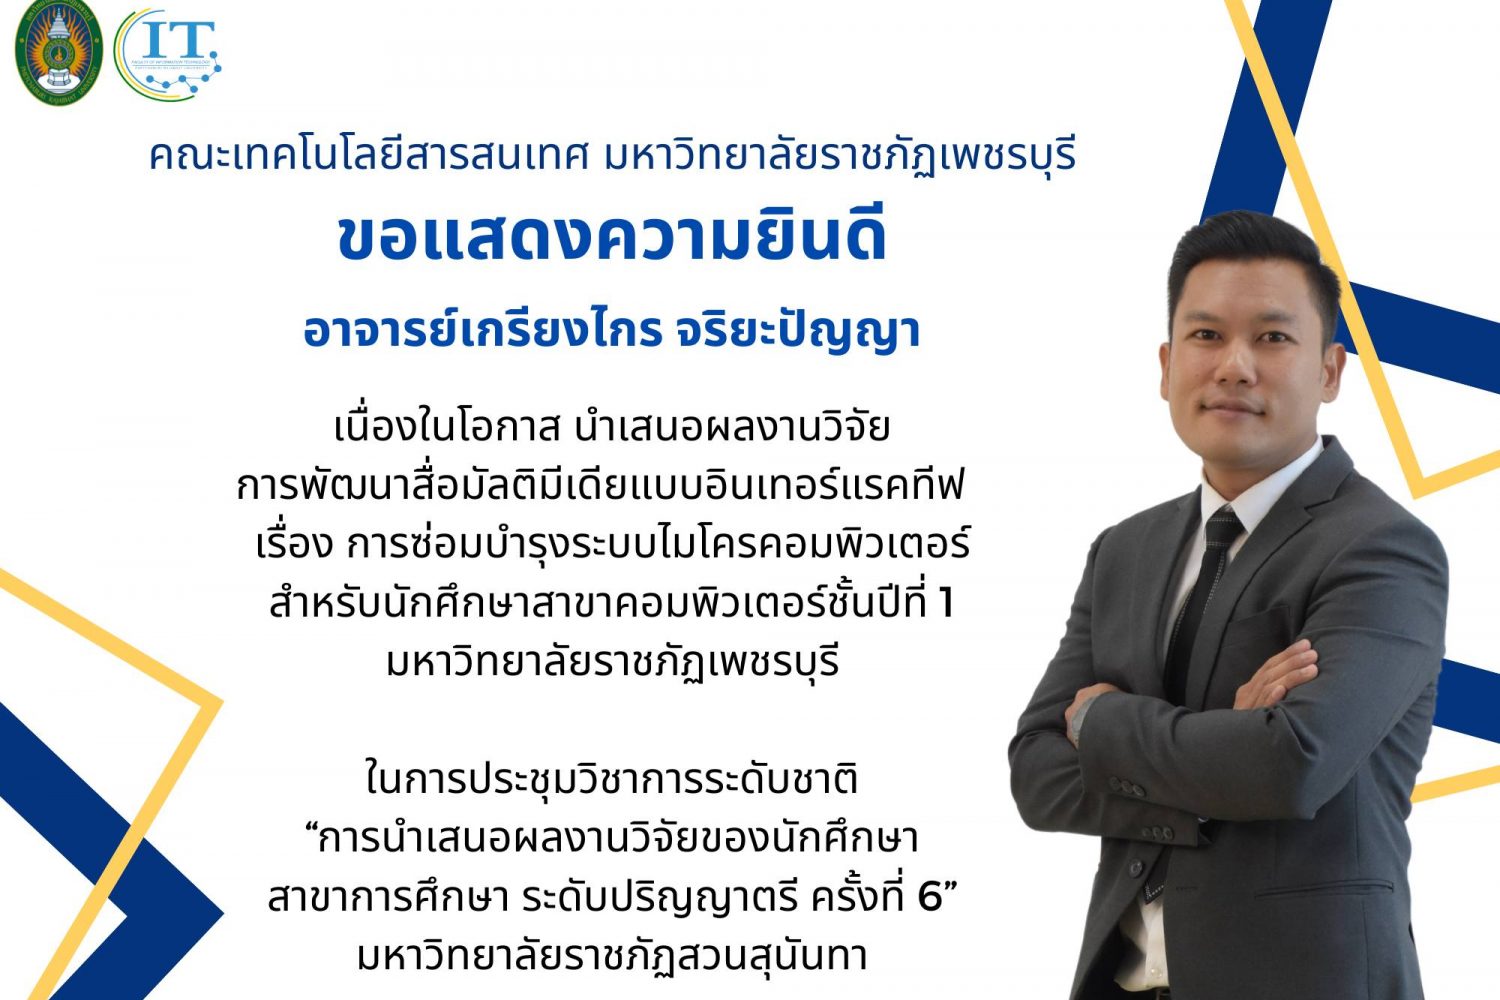 IT.
FACULTY OF INFORMATION TECHNOLOGY
คณะเทคโนโลยีสารสนเทศ มหาวิทยาลัยราชภัฏเพชรบุรี
ขอแสดงความยินดี
อาจารย์เกรียงไกร จริยะปัญญา
เนื่องในโอกาส นำเสนอผลงานวิจัย
การพัฒนาสื่อมัลติมีเดียแบบอินเทอร์แรคทีฟ
เรื่อง การซ่อมบำรุงระบบไมโครคอมพิวเตอร์
สำหรับนักศึกษาสาขาคอมพิวเตอร์ชั้นปีที่ 1
มหาวิทยาลัยราชภัฏเพชรบุรี
ในการประชุมวิชาการระดับชาติ
“การนำเสนอผลงานวิจัยของนักศึกษา
สาขาการศึกษา ระดับปริญญาตรี ครั้งที่ 6”
มหาวิทยาลัยราชภัฏสวนสุนันทา